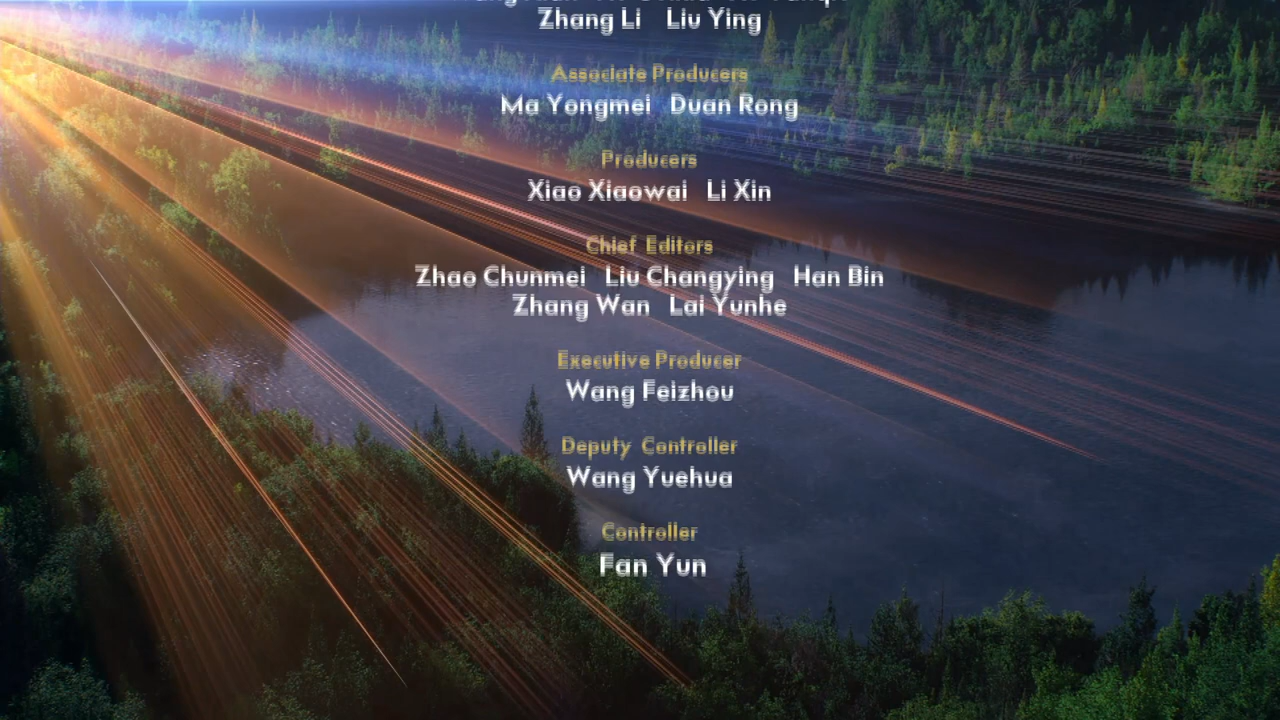 Zhang Li Liu Ying
Associate Producers
Ma Yongmei Duan Rong
Producers
Xiao Xiaowai Li Xin
Chief Editors
Zhao Chunmei Liu Changying Han Bin
Zhang Wan Lai Yunhe
Executive Producer
Wang Feizhou
Deputy Controller
Wang Yuehua
Controller
Fan Yun